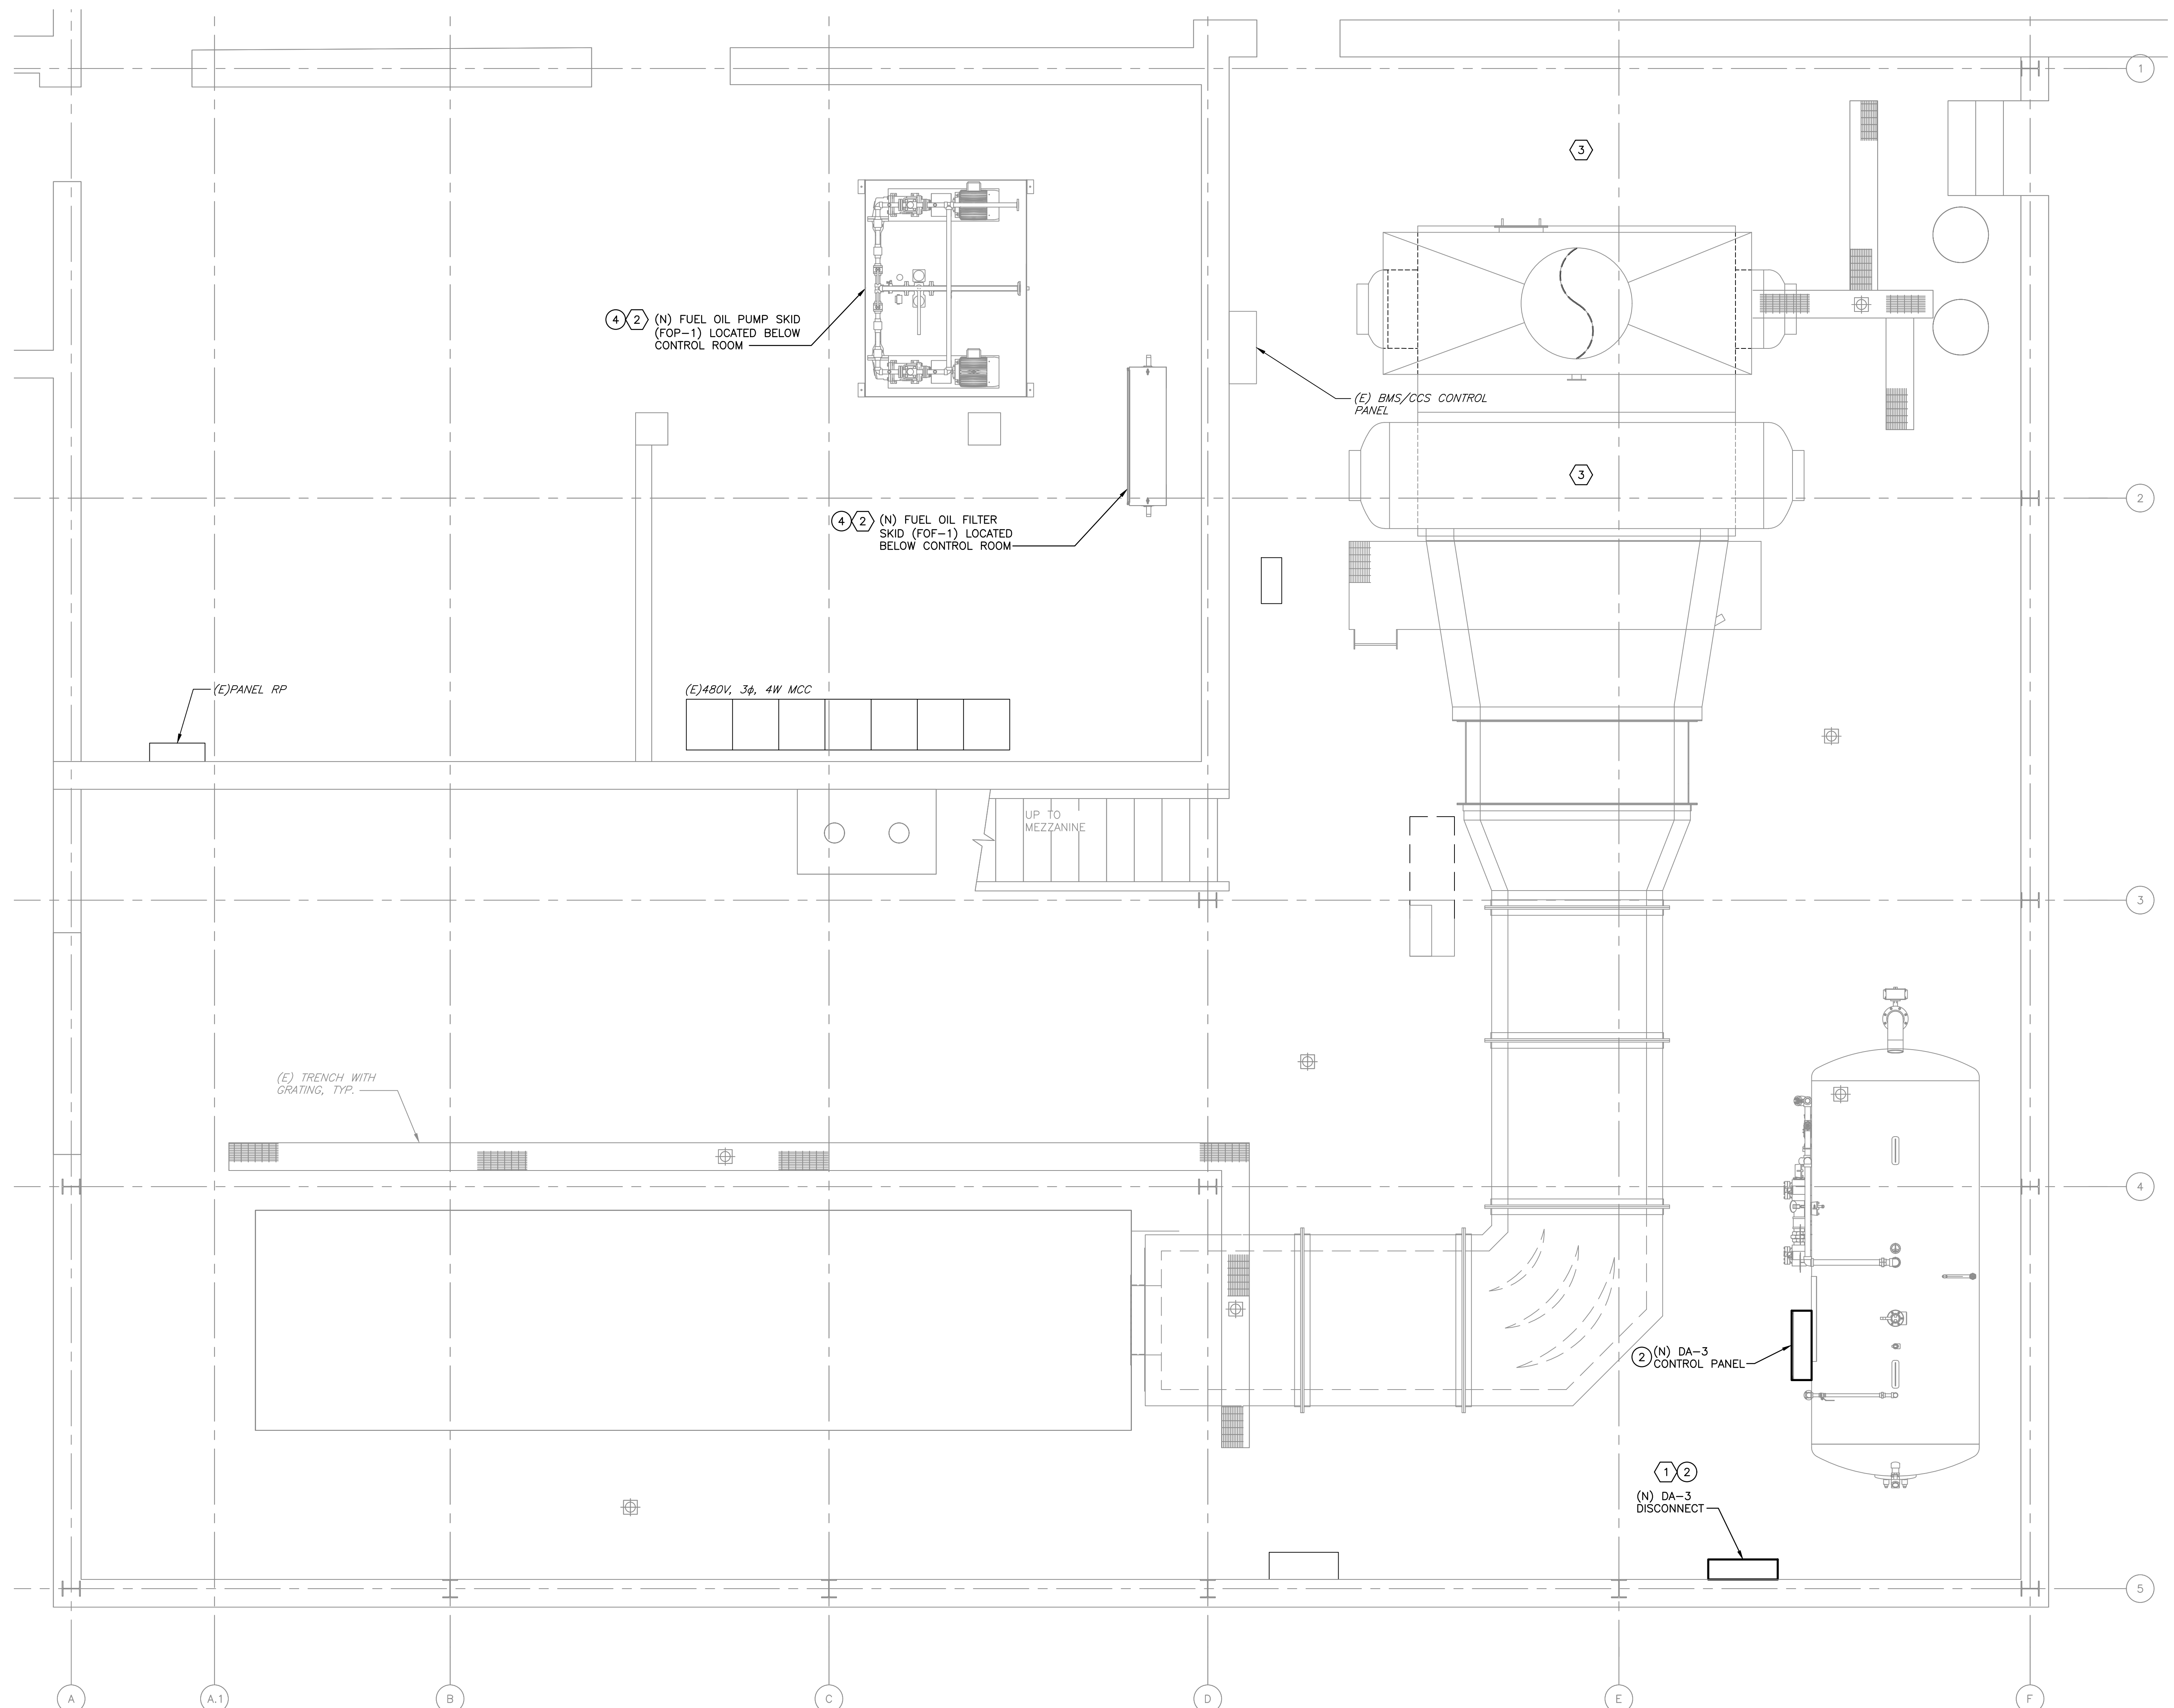 1
3
4 2 (N) FUEL OIL PUMP SKID
(FOP-1) LOCATED BELOW
CONTROL ROOM
(E) BMS/CCS CONTROL
PANEL
3
2
4 2 (N) FUEL OIL FILTER
SKID (FOF-1) LOCATED
BELOW CONTROL ROOM
(E)PANEL RP
(E)480V, 3ϕ, 4W MCC
UP TO
MEZZANINE
3
(E) TRENCH WITH
GRATING, TYP.
4
2 (N) DA-3
CONTROL PANEL
1 2
(N) DA-3
DISCONNECT
5
A
A.1
B
C
D
E
F